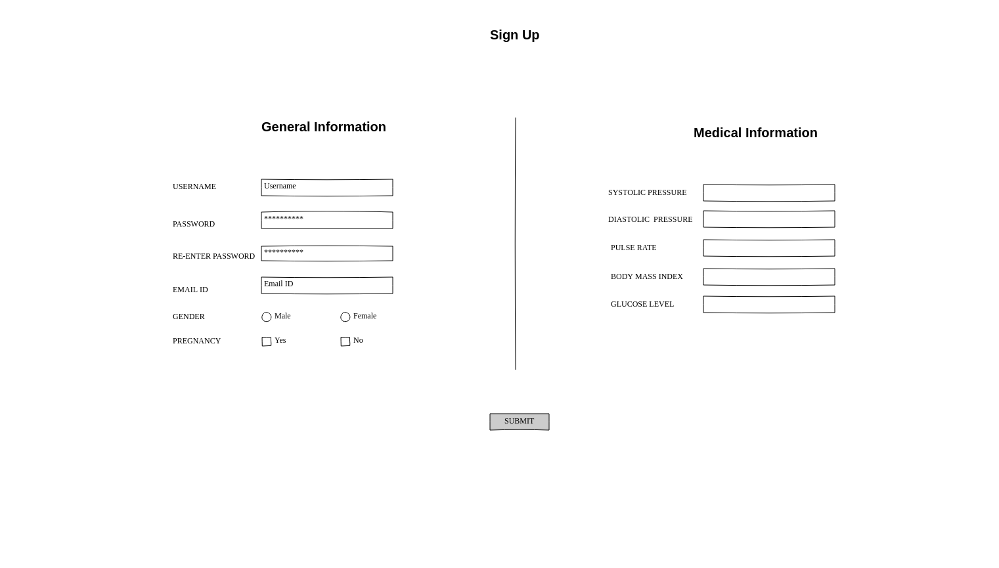 Sign Up
General Information
USERNAME Username
PASSWORD **********
RE-ENTER PASSWORD **********
EMAIL ID Email ID
GENDER Male Female
PREGNANCY Yes No
Medical Information
SYSTOLIC PRESSURE
DIASTOLIC  PRESSURE
PULSE RATE
BODY MASS INDEX
GLUCOSE LEVEL
SUBMIT